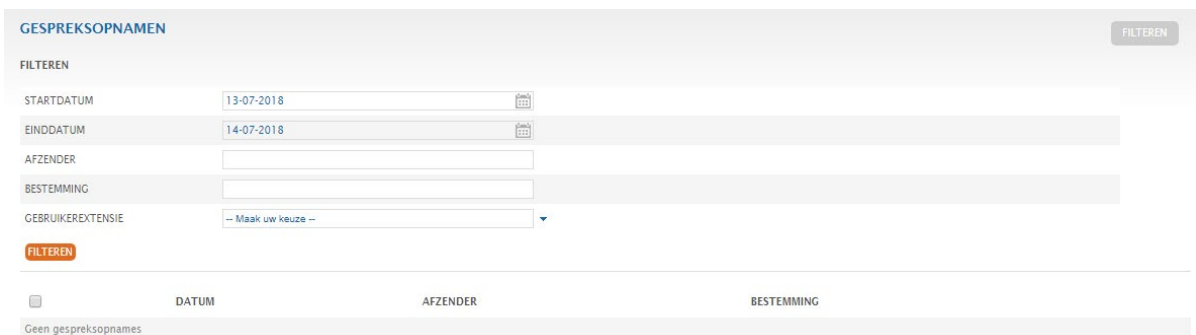 GESPREKSOPNAMEN
FILTEREN
FILTEREN
STARTDATUM 13-07-2018
EINDDATUM 14-07-2018
AFZENDER
BESTEMMING
GEBRUIKEREXTENSIE -- Maak uw keuze --
FILTEREN
DATUM AFZENDER BESTEMMING
Geen gespreksopnames